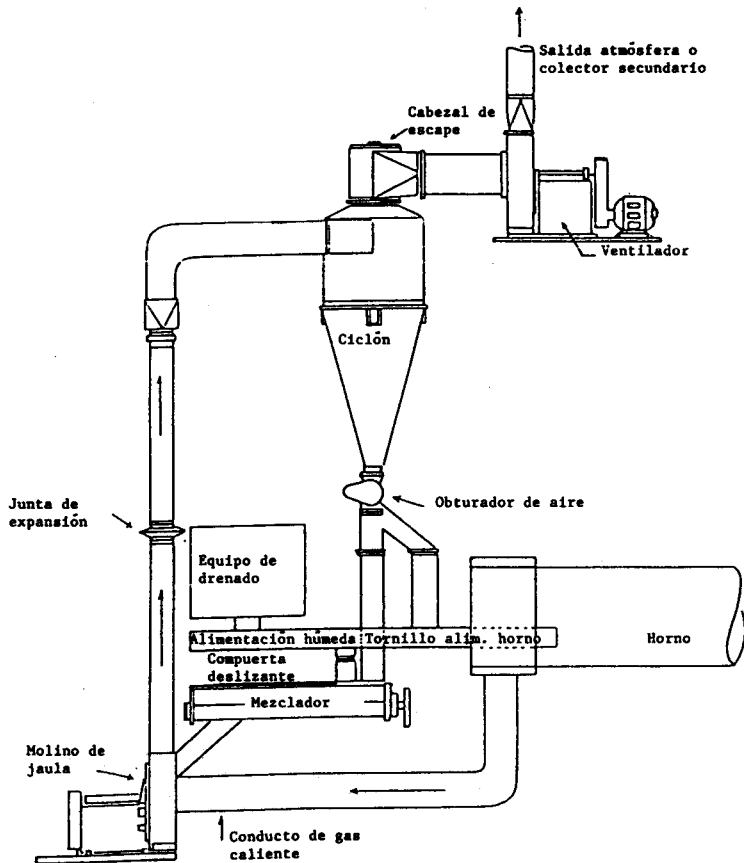 Salida atmósfera o
colector secundario
Cabezal de
escape
Ventilador
Ciclón
Obturador de aire
Junta de
expansión
Equipo de
drenado
Alimentación húmeda Tornillo alim. horno
Horno
Compuerta
deslizante
Mezclador
Molino de
jaula
Conducto de gas
caliente